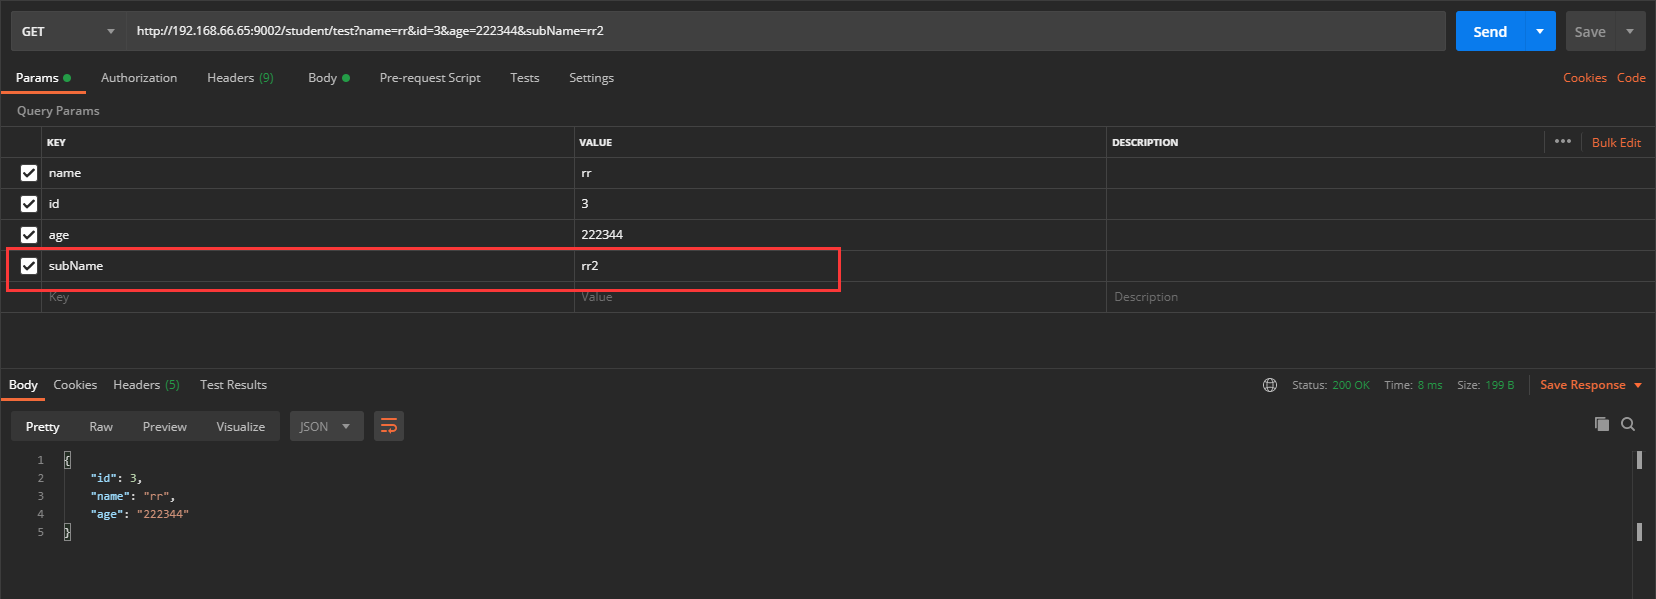 GET http://192.168.66.65:9002/student/test?name=rr&id=3&age=222344&subName=rr2 Send Save
Params Authorization Headers (9) Body Pre-request Script Tests Settings Cookies Code
Query Params
KEY VALUE DESCRIPTION ••• Bulk Edit
name rr
id 3
age 222344
subName rr2
Key Value Description
Body Cookies Headers (5) Test Results Status: 200 OK Time: 8 ms Size: 199 B Save Response
Pretty Raw Preview Visualize JSON
1 {
2 "id": 3,
3 "name": "rr",
4 "age": "222344"
5 }